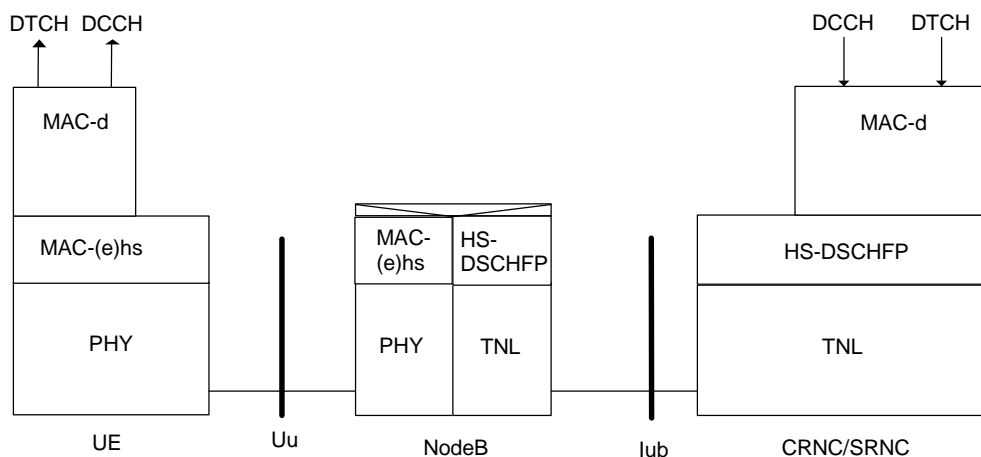 DTCH DCCH
DCCH DTCH
MAC-d
MAC-d
MAC-(e)hs
MAC-
(e)hs
HS-
DSCHFP
HS-DSCHFP
PHY
PHY
TNL
TNL
UE
Uu
NodeB
Iub
CRNC/SRNC